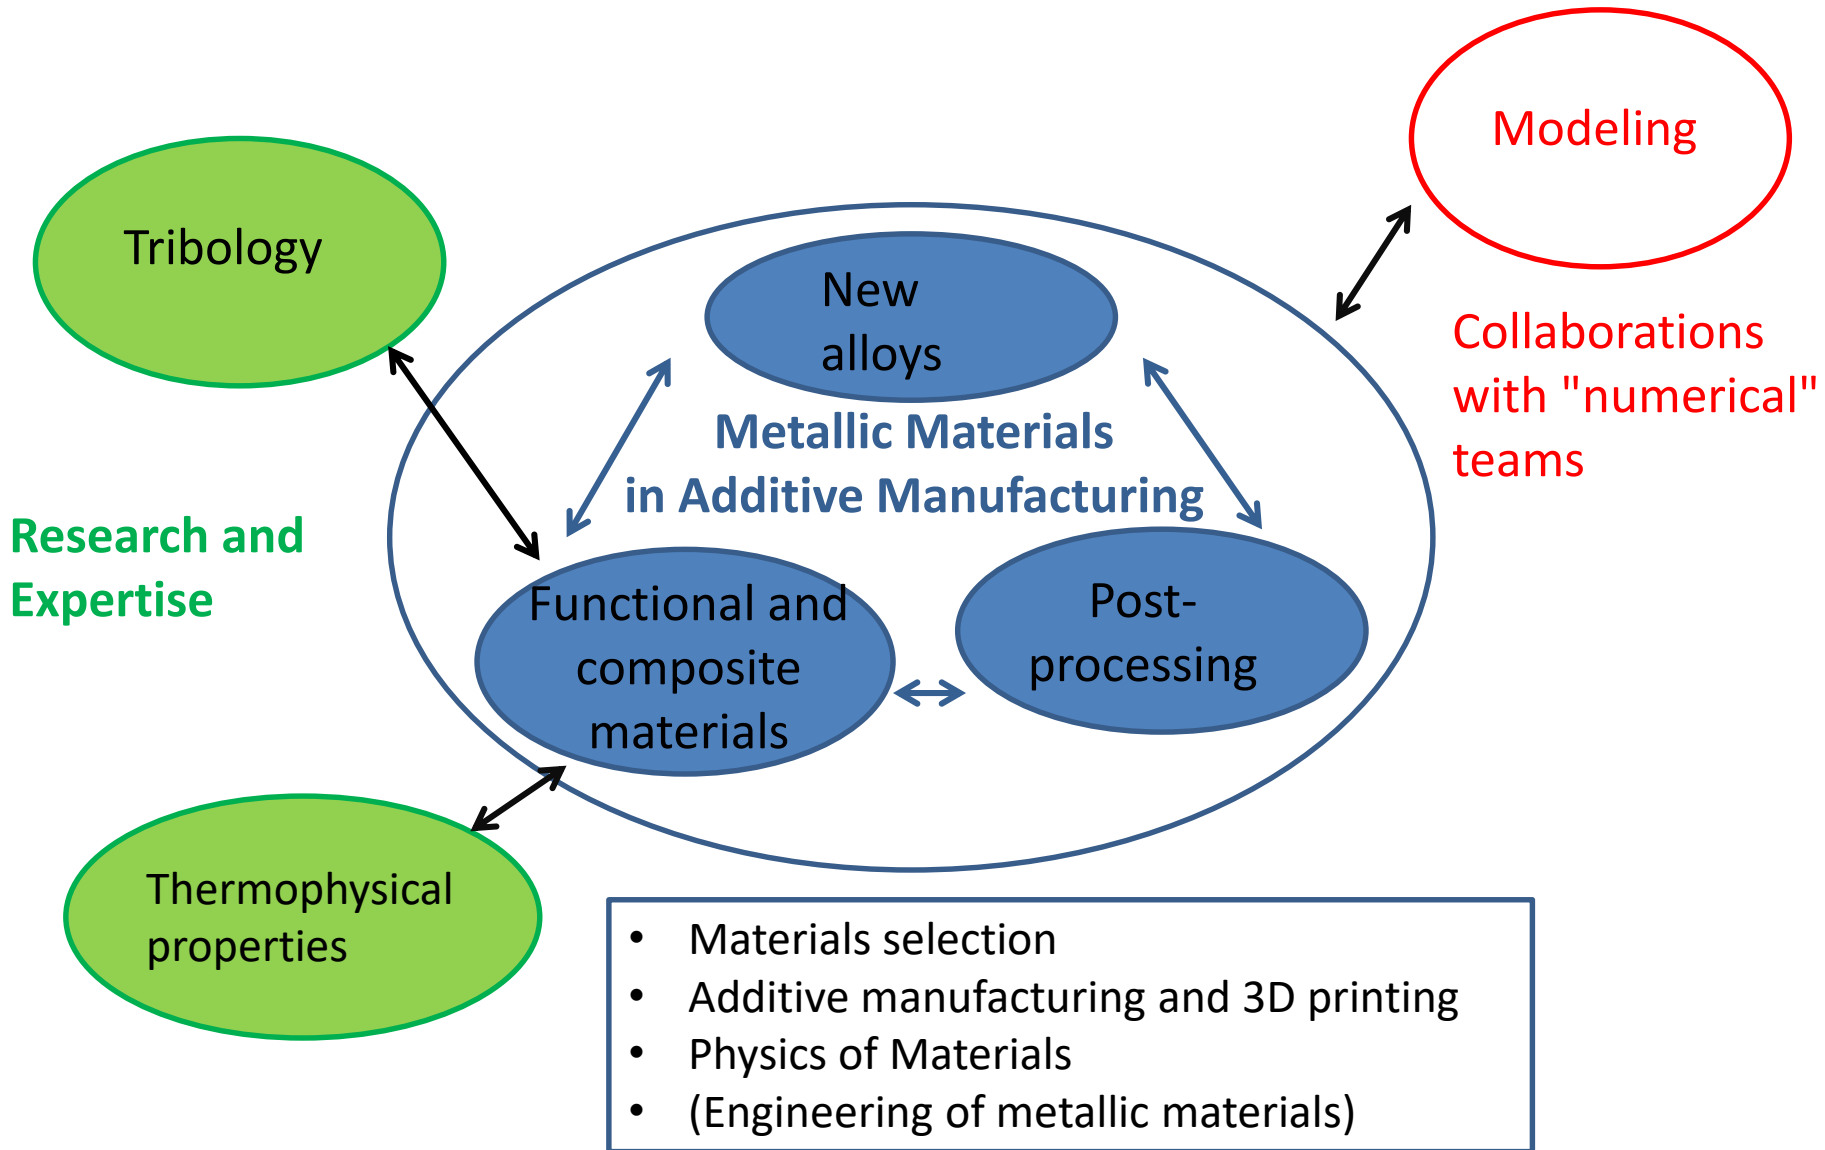 Modeling
Tribology
New
alloys
Collaborations
with "numerical"
teams
Metallic Materials
in Additive Manufacturing
Research and
Expertise
Functional and
composite
materials
Post-
processing
Thermophysical
properties
• Materials selection
• Additive manufacturing and 3D printing
• Physics of Materials
• (Engineering of metallic materials)